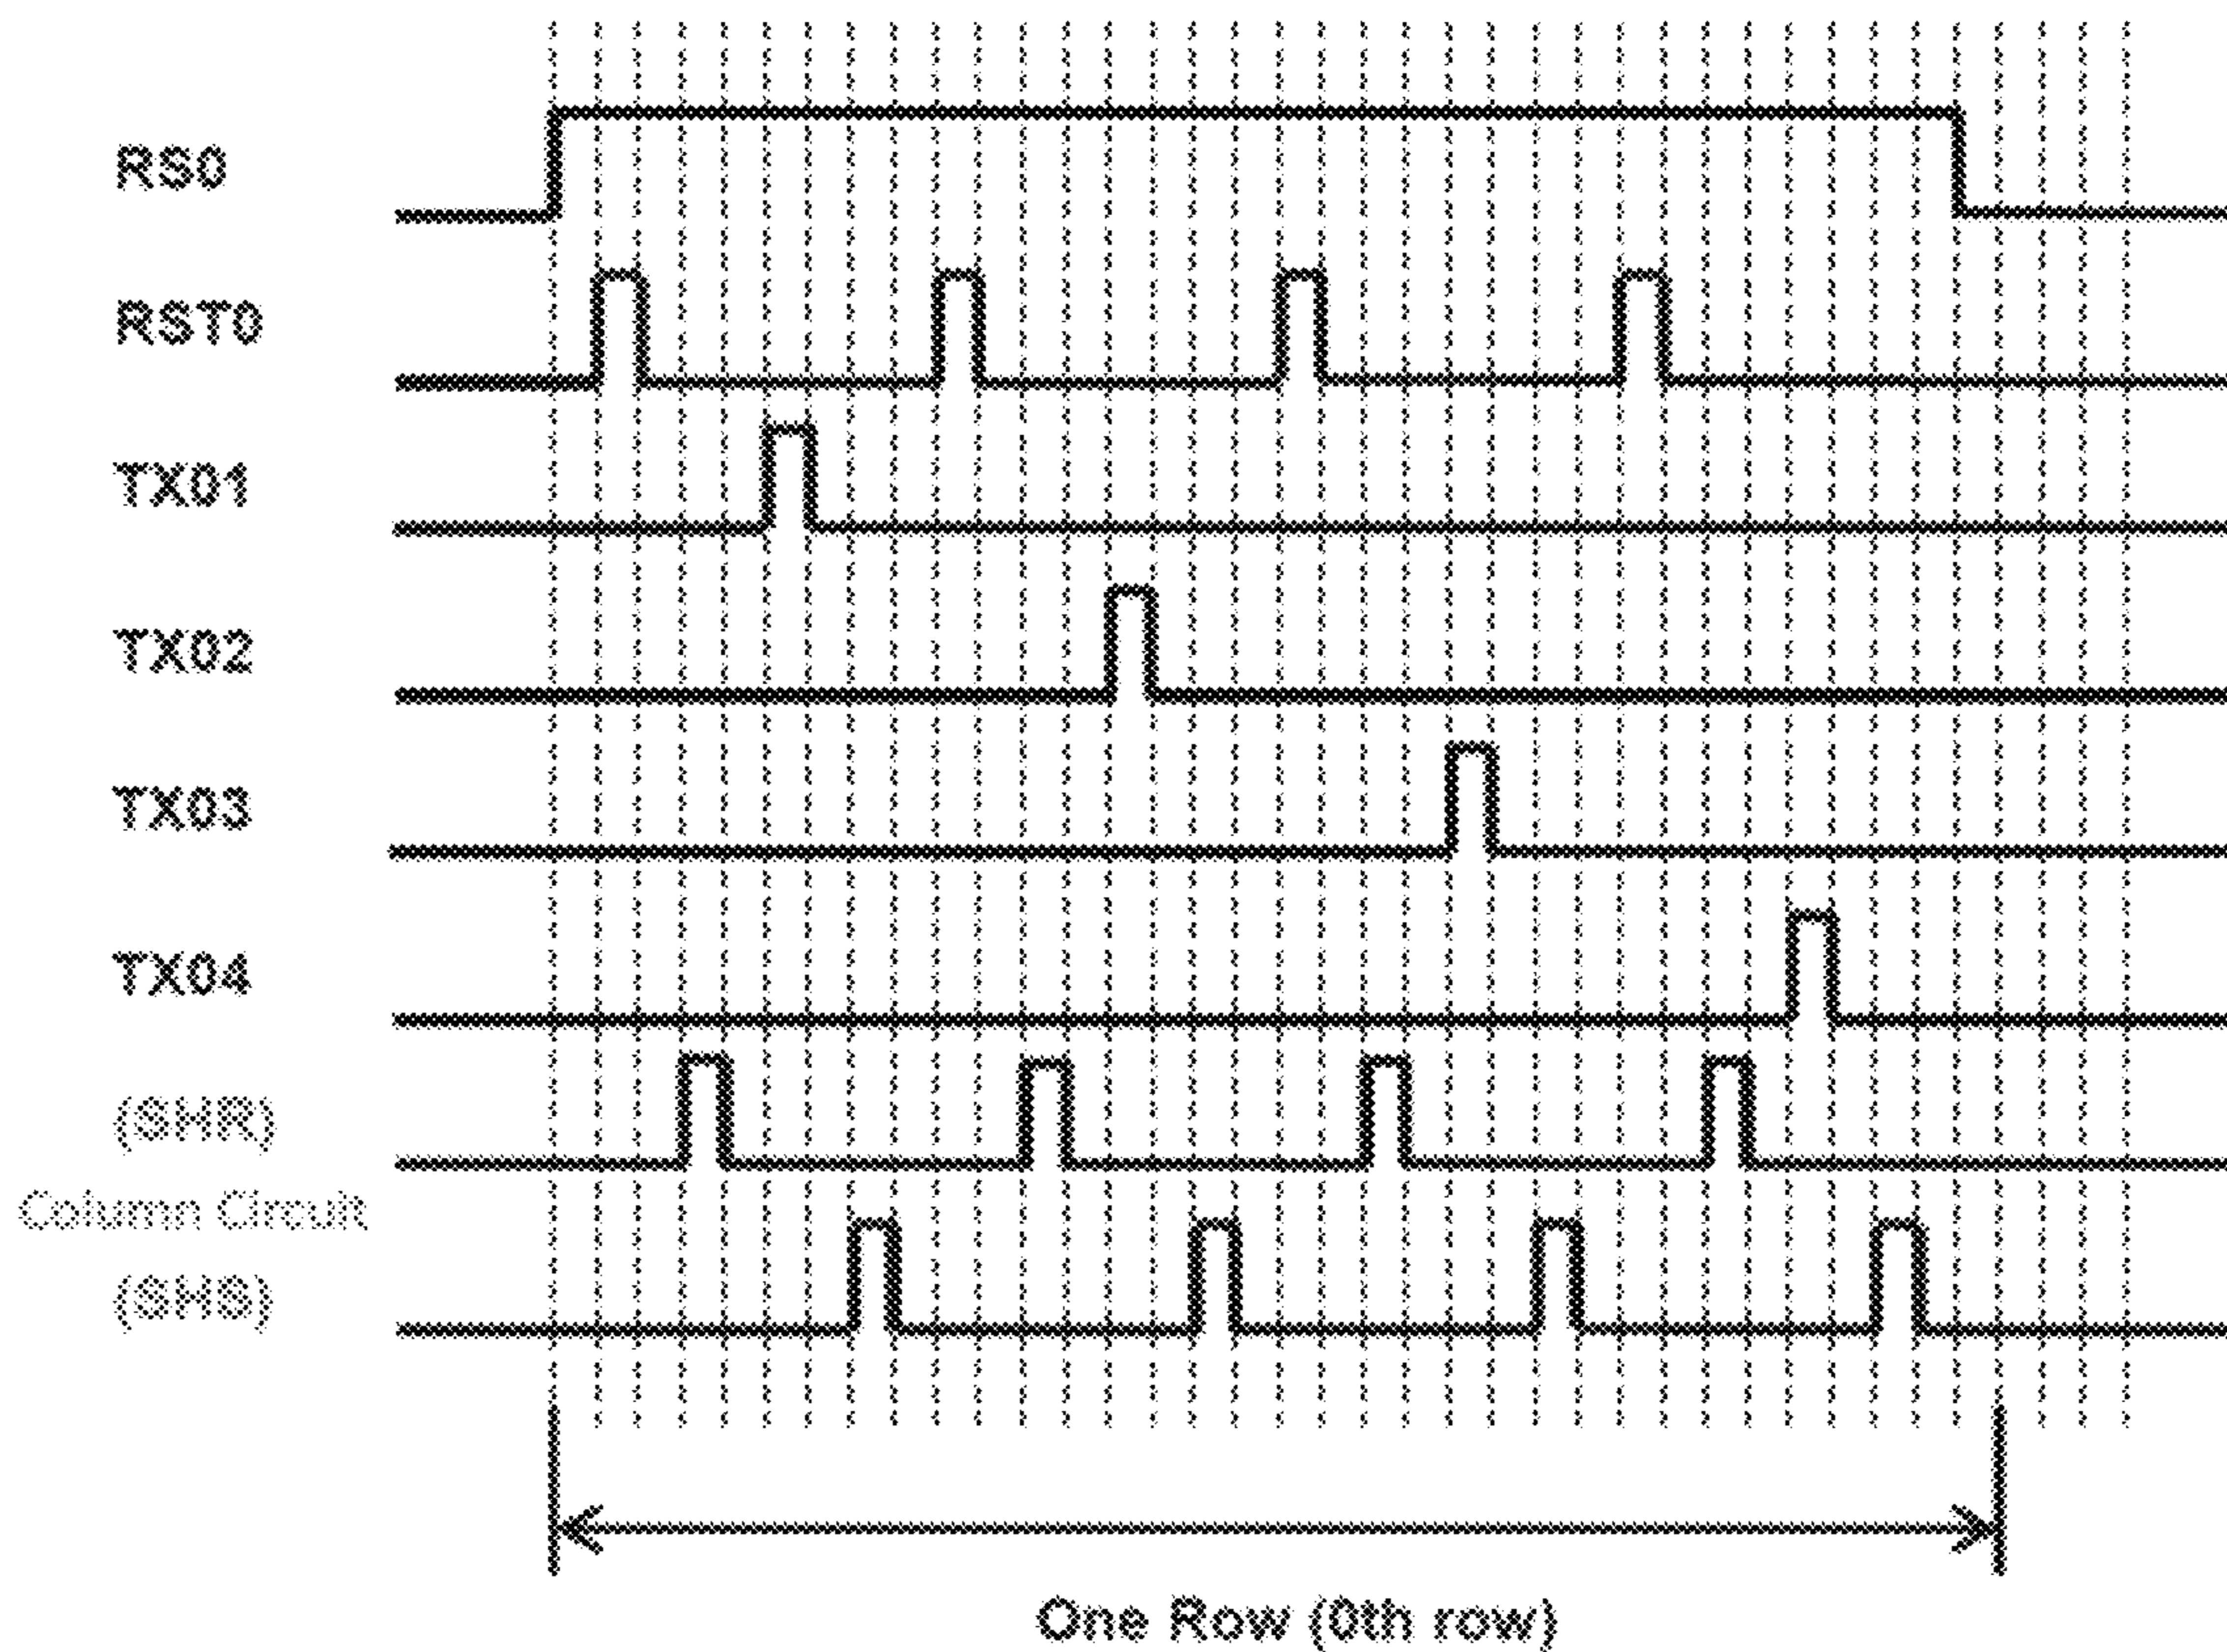 RS0
RST0
TX01
TX02
TX03
TX04
(SHR)
Column Circuit
(SHS)
One Row (0th row)